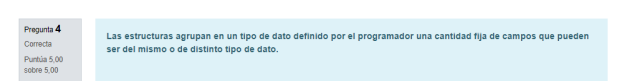 Pregunta 4
Correcta
Puntúa 5,00
sobre 5,00
Las estructuras agrupan en un tipo de dato definido por el programador una cantidad fija de campos que pueden
ser del mismo o de distinto tipo de dato.